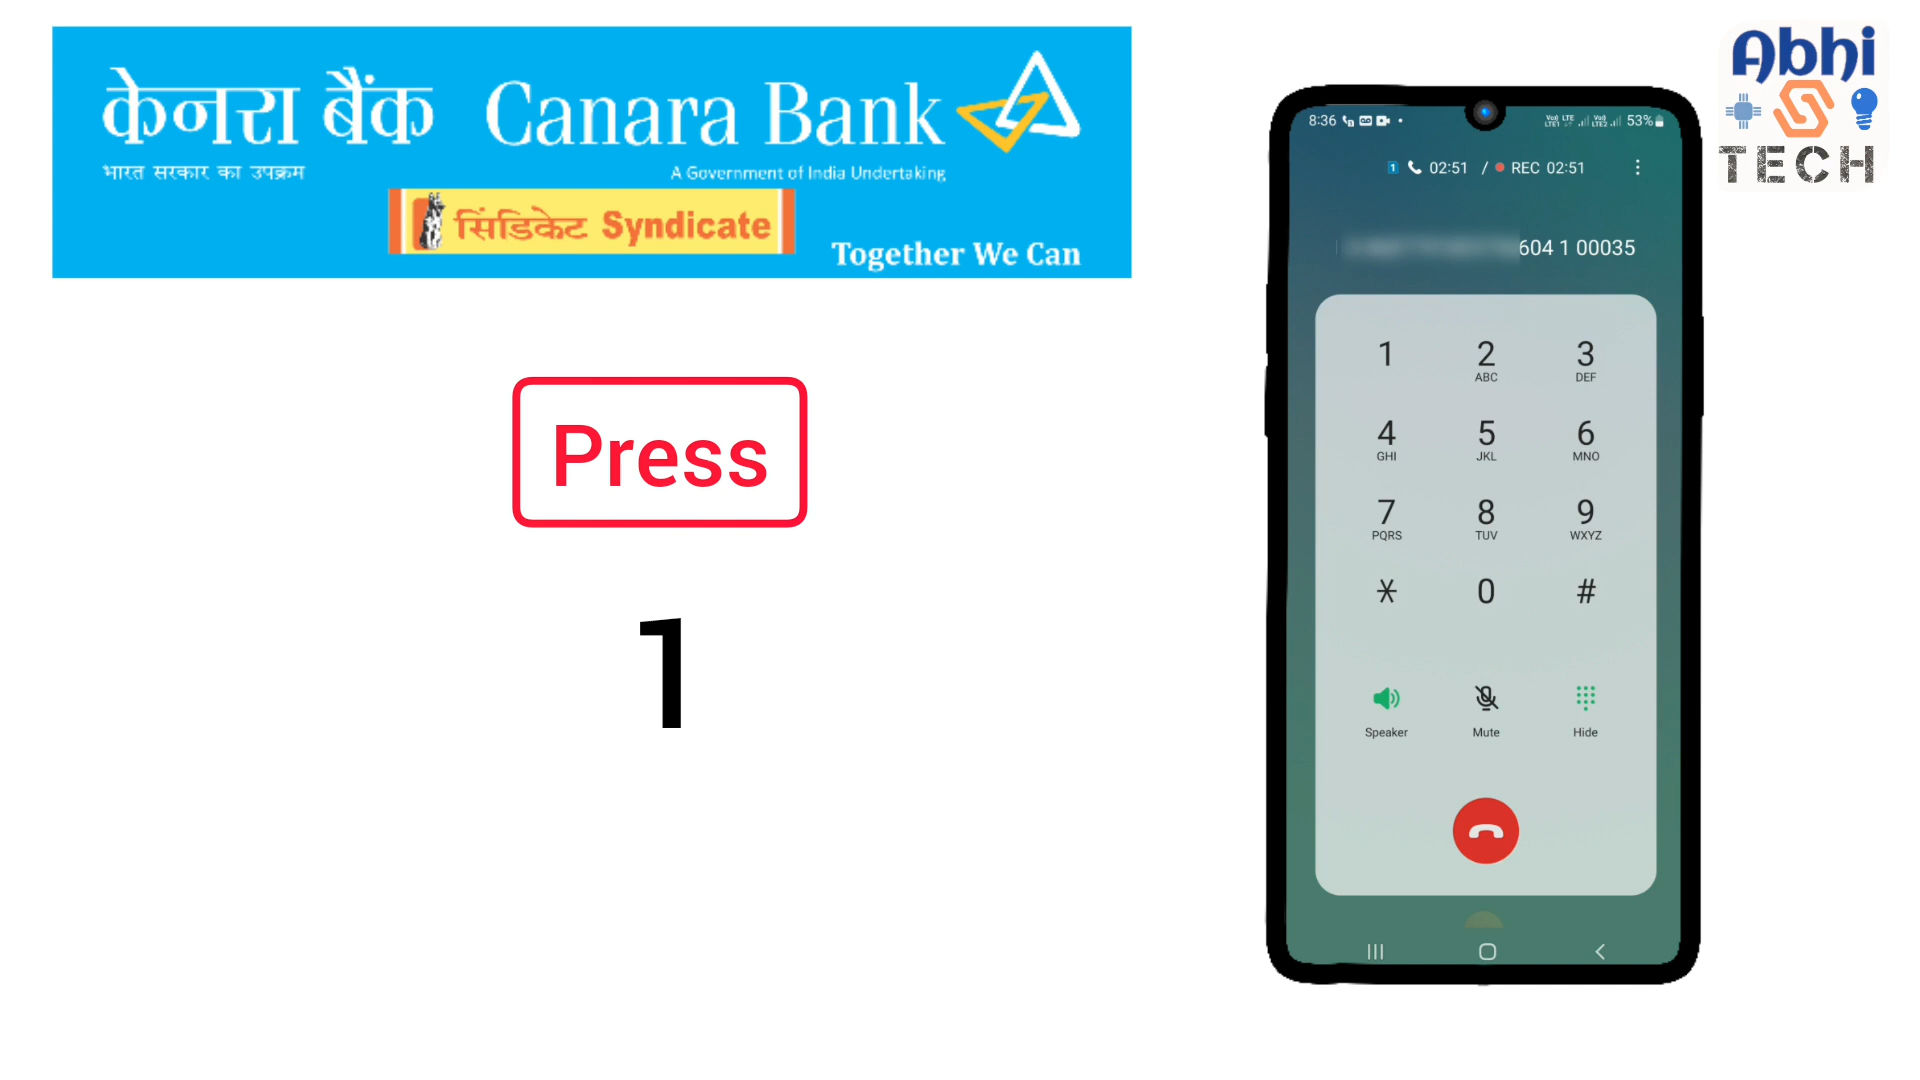 केनरा बैंक Canara Bank
भारत सरकार का उपक्रम
A Government of India Undertaking
सिंडिकेट Syndicate
Together We Can
Press
1
Abhi
TECH
8:36
53%
1 02:51 / REC 02:51
604 1 00035
1 2 3
ABC DEF
4 5 6
GHI JKL MNO
7 8 9
PQRS TUV WXYZ
* 0 #
Speaker Mute Hide